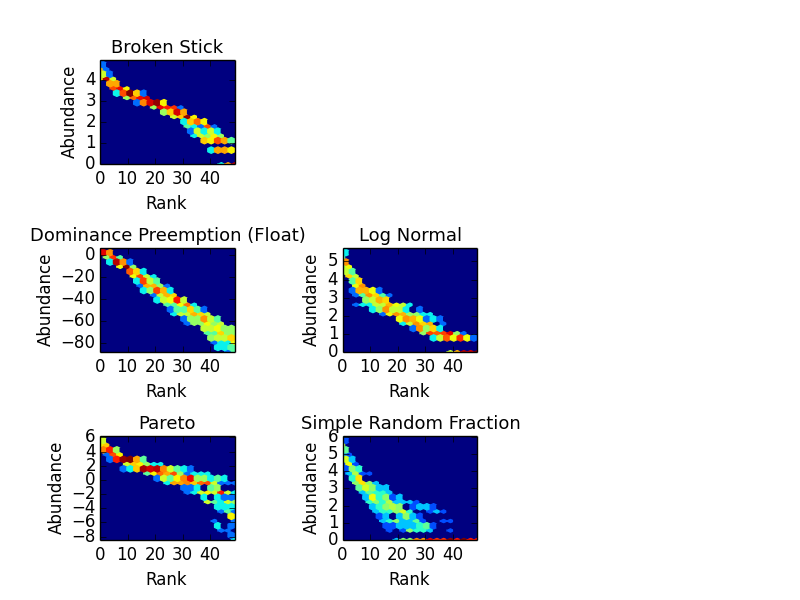 Broken Stick
Abundance
4
3
2
1
0
0 10 20 30 40
Rank
Dominance Preemption (Float)
Abundance
0
−20
−40
−60
−80
0 10 20 30 40
Rank
Log Normal
Abundance
5
4
3
2
1
0
0 10 20 30 40
Rank
Pareto
Abundance
6
4
2
0
−2
−4
−6
−8
0 10 20 30 40
Rank
Simple Random Fraction
Abundance
6
5
4
3
2
1
0
0 10 20 30 40
Rank